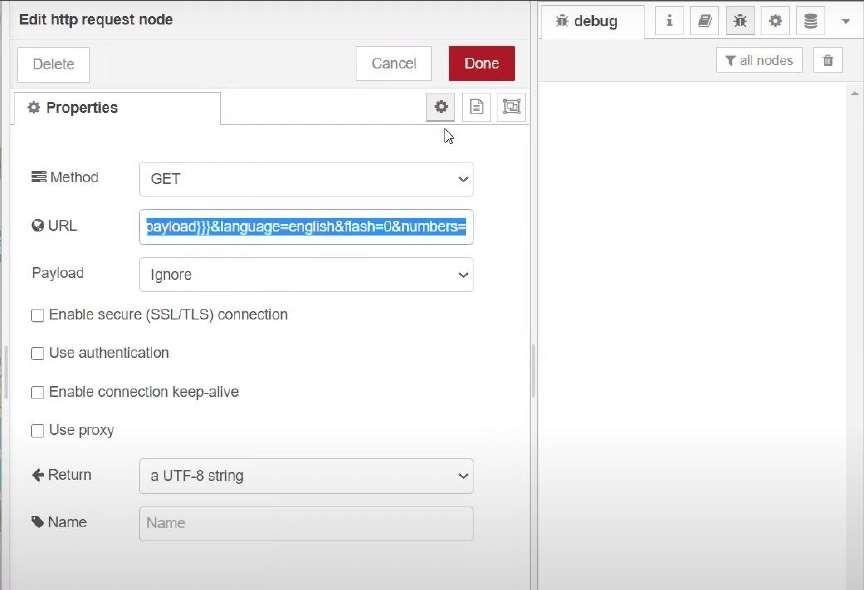 Edit http request node
debug
Delete
Cancel
Done
all nodes
Properties
Method
GET
URL
payload}}}&language=english&flash=0&numbers=
Payload
Ignore
Enable secure (SSL/TLS) connection
Use authentication
Enable connection keep-alive
Use proxy
Return
a UTF-8 string
Name
Name